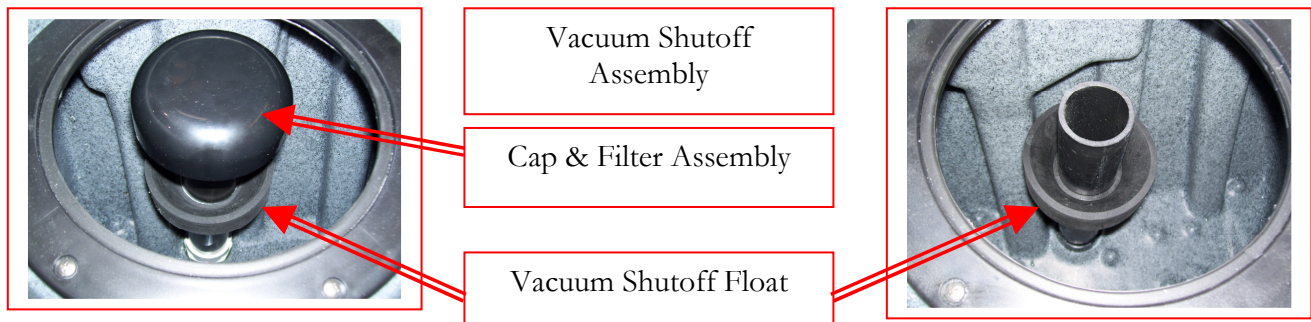 Vacuum Shutoff
Assembly
Cap & Filter Assembly
Vacuum Shutoff Float